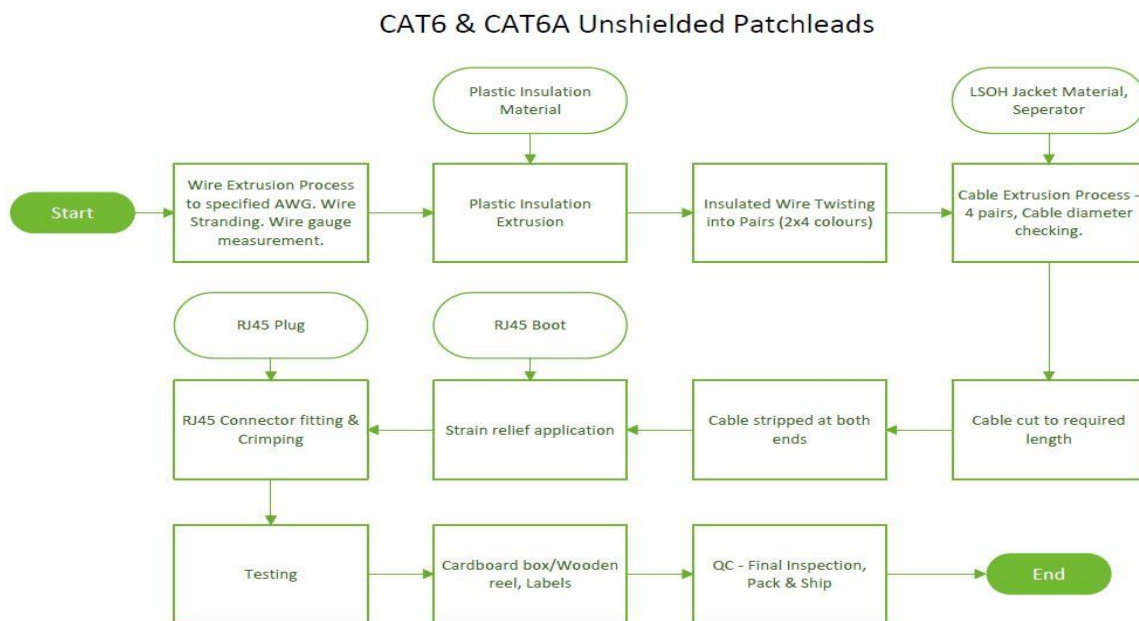 CAT6 & CAT6A Unshielded Patchleads
Plastic Insulation
Material
LSOH Jacket Material,
Seperator
Start
Wire Extrusion Process
to specified AWG. Wire
Stranding. Wire gauge
measurement.
Plastic Insulation
Extrusion
Insulated Wire Twisting
into Pairs (2x4 colours)
Cable Extrusion Process -
4 pairs, Cable diameter
checking.
RJ45 Plug
RJ45 Boot
RJ45 Connector fitting &
Crimping
Strain relief application
Cable stripped at both
ends
Cable cut to required
length
Testing
Cardboard box/Wooden
reel, Labels
QC - Final Inspection,
Pack & Ship
End